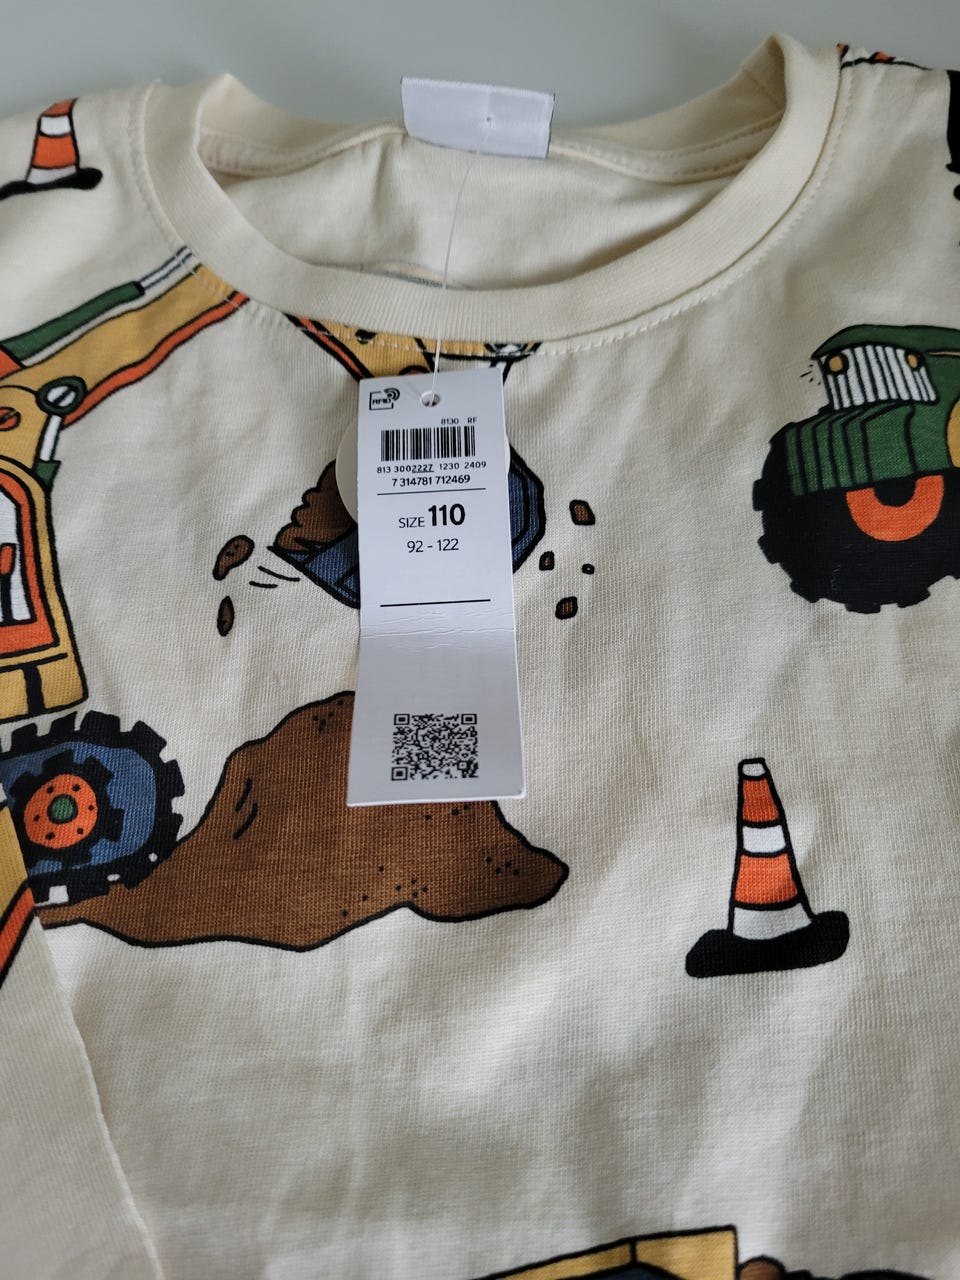 RFID
8130 RF
813 3002227 1230 2409
7 314781 712469
SIZE 110
92 - 122